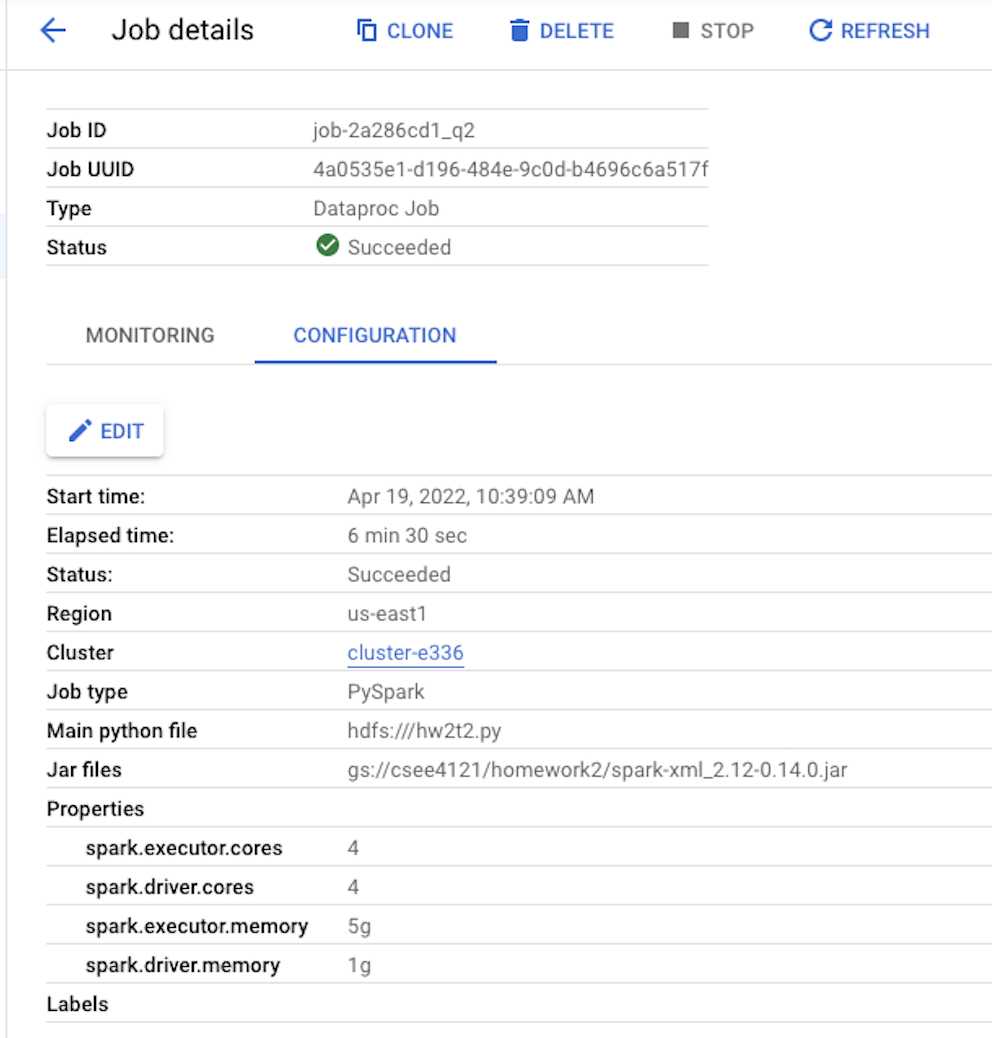 Job details CLONE DELETE STOP REFRESH
Job ID job-2a286cd1_q2
Job UUID 4a0535e1-d196-484e-9c0d-b4696c6a517f
Type Dataproc Job
Status Succeeded
MONITORING CONFIGURATION
EDIT
Start time: Apr 19, 2022, 10:39:09 AM
Elapsed time: 6 min 30 sec
Status: Succeeded
Region us-east1
Cluster cluster-e336
Job type PySpark
Main python file hdfs:///hw2t2.py
Jar files gs://csee4121/homework2/spark-xml_2.12-0.14.0.jar
Properties
spark.executor.cores 4
spark.driver.cores 4
spark.executor.memory 5g
spark.driver.memory 1g
Labels